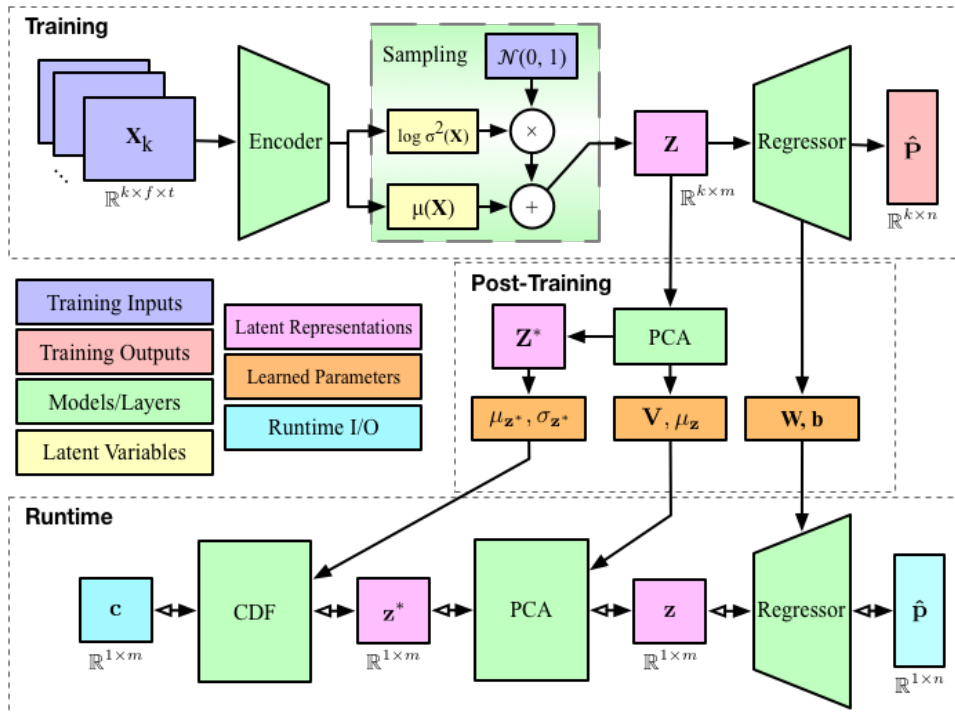 Training
X_k
⋱
ℝ^{k×f×t}
Encoder
Sampling
𝒩(0, 1)
log σ^2(X)
×
μ(X)
+
Z
ℝ^{k×m}
Regressor
P̂
ℝ^{k×n}
Training Inputs
Training Outputs
Models/Layers
Latent Variables
Latent Representations
Learned Parameters
Runtime I/O
Post-Training
Z*
PCA
μ_{z*}, σ_{z*}
V, μ_z
W, b
Runtime
c
ℝ^{1×m}
CDF
z*
ℝ^{1×m}
PCA
z
ℝ^{1×m}
Regressor
p̂
ℝ^{1×n}